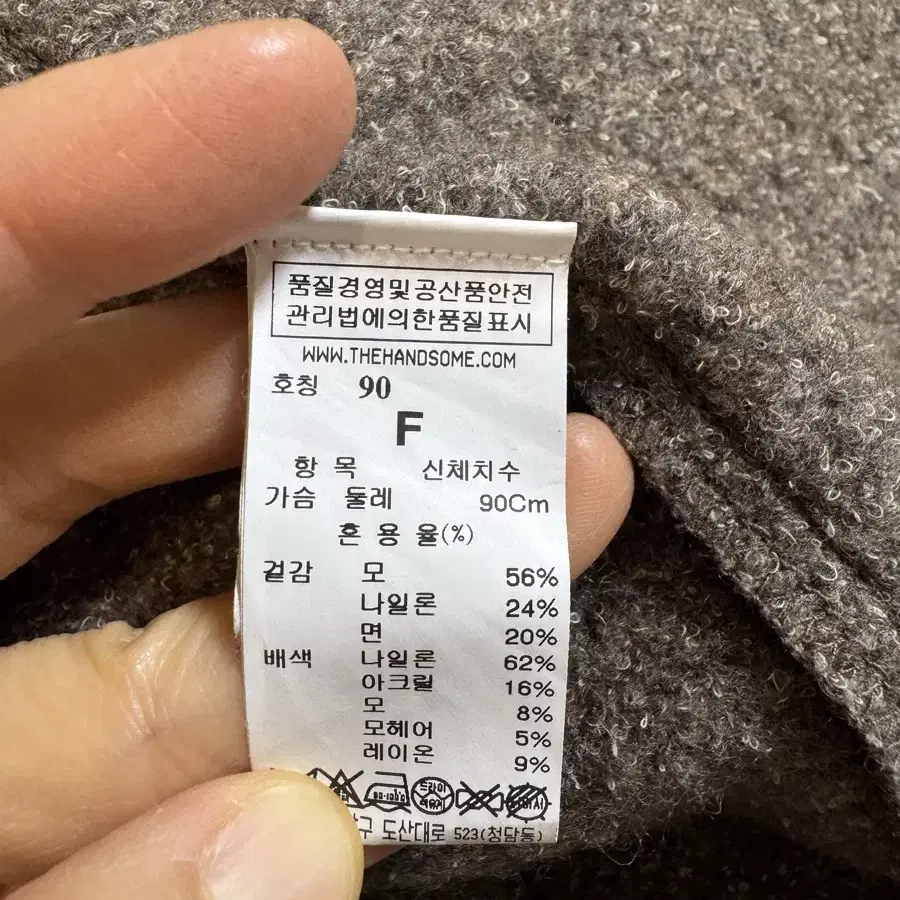 품질경영및공산품안전
관리법에의한품질표시
WWW.THEHANDSOME.COM
호칭 90
F
항 목 신체치수
가슴 둘레 90Cm
혼 용 율(%)
겉감 모 56%
나일론 24%
면 20%
배색 나일론 62%
아크릴 16%
모 8%
모헤어 5%
레이온 9%
드라이
도산대로 523(청담동)